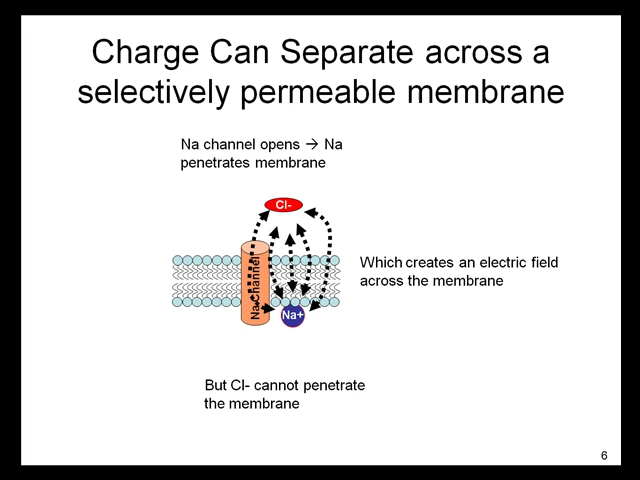 Charge Can Separate across a
selectively permeable membrane
Na channel opens → Na
penetrates membrane
Cl-
Na Channel
Which creates an electric field
across the membrane
Na+
But Cl- cannot penetrate
the membrane
6